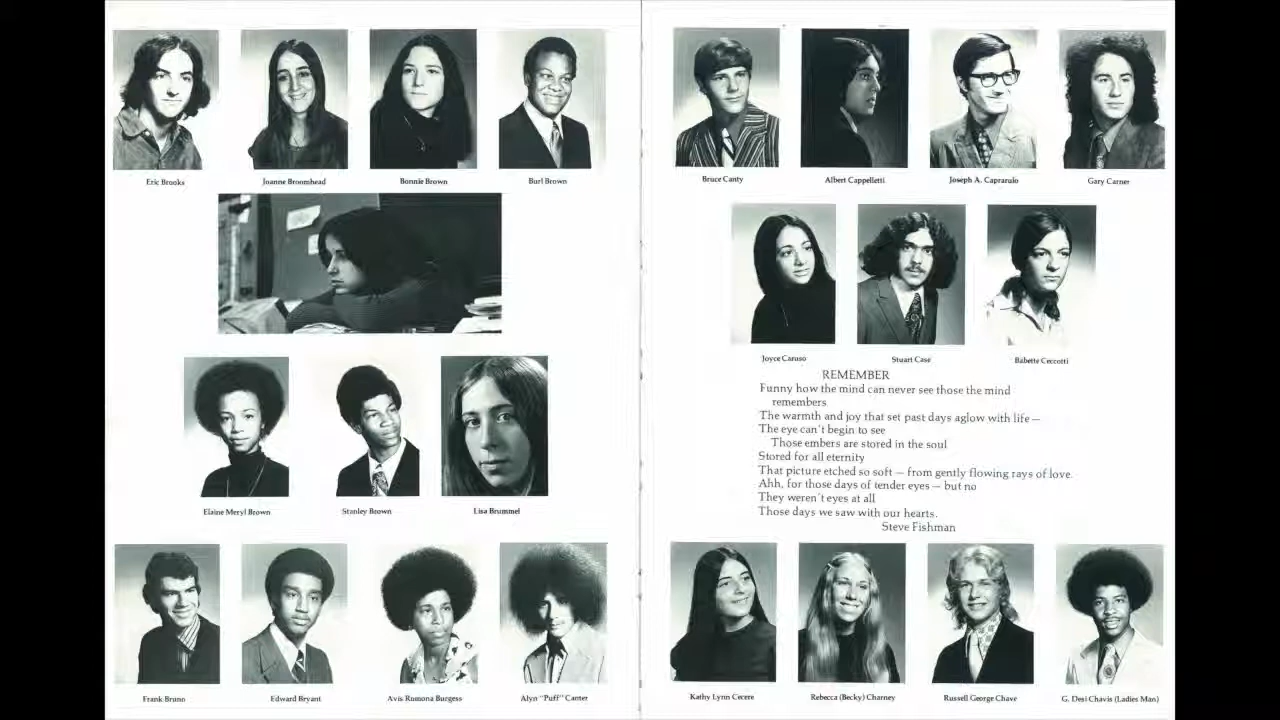 Eric Brooks
Joanne Broomhead
Bonnie Brown
Burl Brown
Elaine Meryl Brown
Stanley Brown
Lisa Brummel
Frank Bruno
Edward Bryant
Avis Romona Burgess
Alyn "Puff" Canter
Bruce Canty
Albert Cappelletti
Joseph A. Capraruio
Gary Carner
Joyce Caruso
Stuart Case
Babette Ceccotti
REMEMBER
Funny how the mind can never see those the mind
remembers
The warmth and joy that set past days aglow with life —
The eye can't begin to see
Those embers are stored in the soul
Stored for all eternity
That picture etched so soft — from gently flowing rays of love.
Ahh, for those days of tender eyes — but no
They weren't eyes at all
Those days we saw with our hearts.
Steve Fishman
Kathy Lynn Cecere
Rebecca (Becky) Charney
Russell George Chave
G. Desi Chavis (Ladies Man)